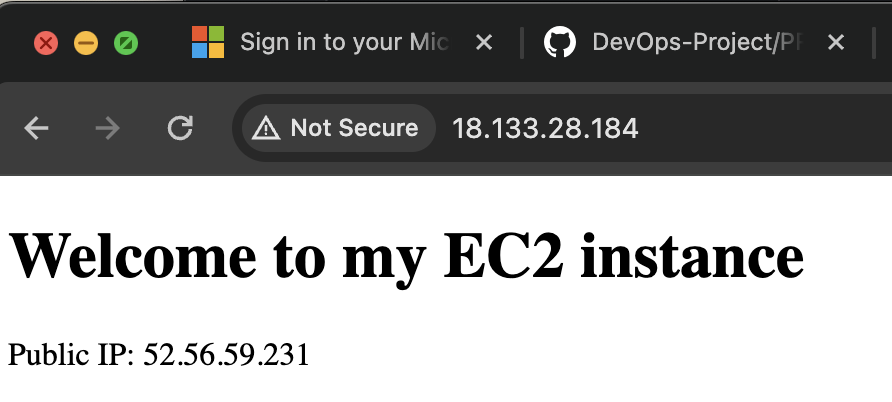 Sign in to your Mic
DevOps-Project/PR
Not Secure
18.133.28.184
Welcome to my EC2 instance
Public IP: 52.56.59.231